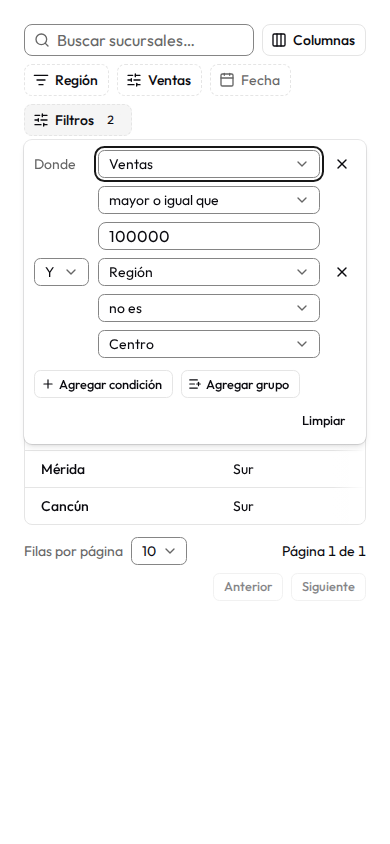 Buscar sucursales...
Columnas
Región
Ventas
Fecha
Filtros 2
Donde
Ventas
mayor o igual que
100000
Y
Región
no es
Centro
Agregar condición
Agregar grupo
Limpiar
Mérida Sur
Cancún Sur
Filas por página 10
Página 1 de 1
Anterior
Siguiente